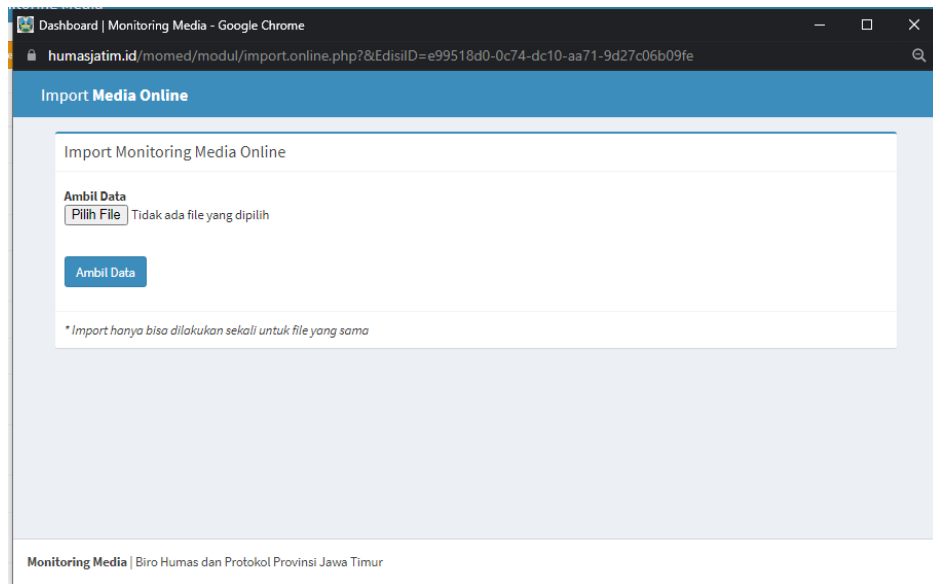 Dashboard | Monitoring Media - Google Chrome
humasjatim.id/momed/modul/import.online.php?&EdisiID=e99518d0-0c74-dc10-aa71-9d27c06b09fe
Import Media Online
Import Monitoring Media Online
Ambil Data
Pilih File Tidak ada file yang dipilih
Ambil Data
* Import hanya bisa dilakukan sekali untuk file yang sama
Monitoring Media | Biro Humas dan Protokol Provinsi Jawa Timur